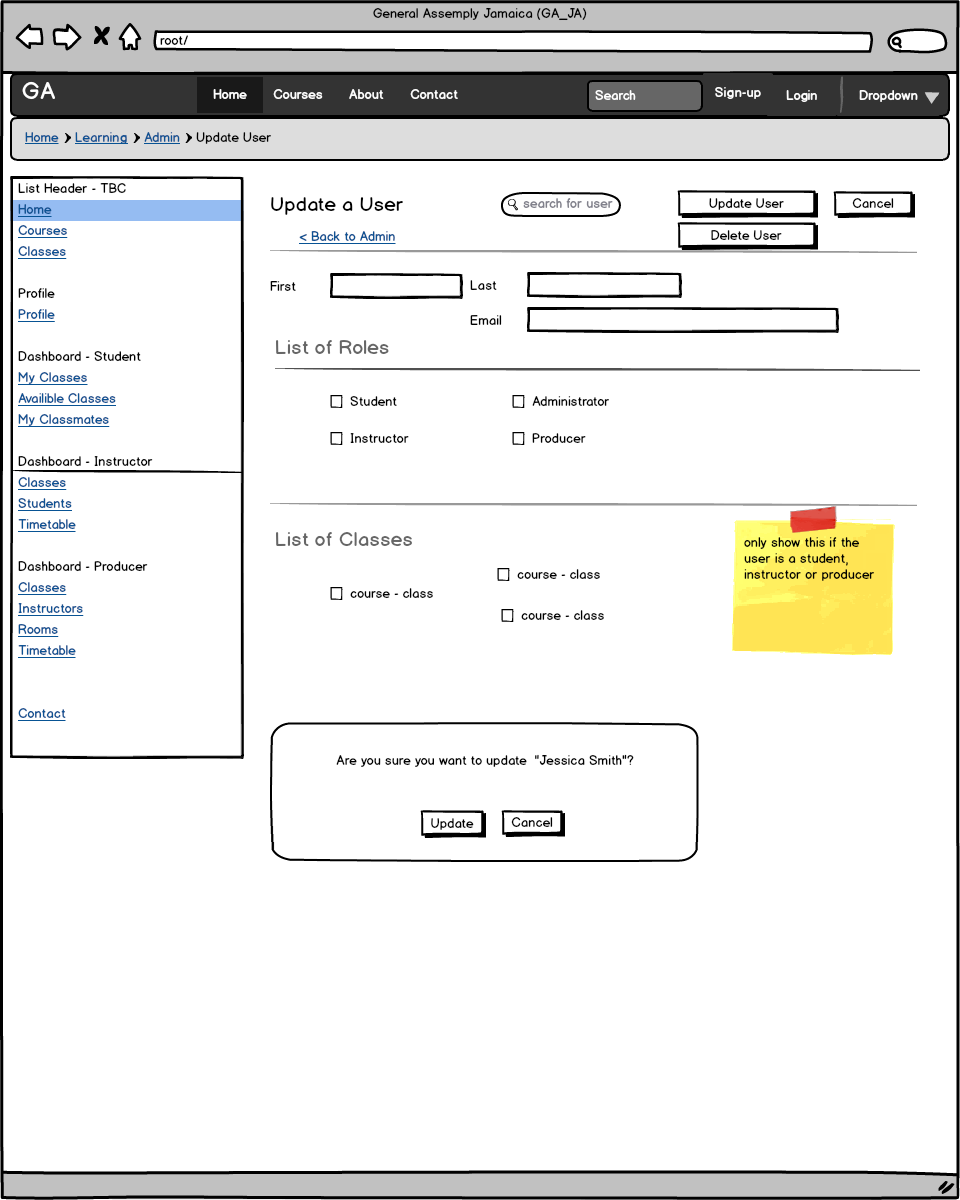 General Assemply Jamaica (GA_JA)
root/
GA
Home Courses About Contact Search Sign-up Login Dropdown
Home Learning Admin Update User
List Header - TBC
Home
Courses
Classes
Profile
Profile
Dashboard - Student
My Classes
Availible Classes
My Classmates
Dashboard - Instructor
Classes
Students
Timetable
Dashboard - Producer
Classes
Instructors
Rooms
Timetable
Contact
Update a User
search for user
Update User
Cancel
< Back to Admin
Delete User
First
Last
Email
List of Roles
Student
Administrator
Instructor
Producer
List of Classes
course - class
course - class
course - class
only show this if the
user is a student,
instructor or producer
Are you sure you want to update "Jessica Smith"?
Update
Cancel